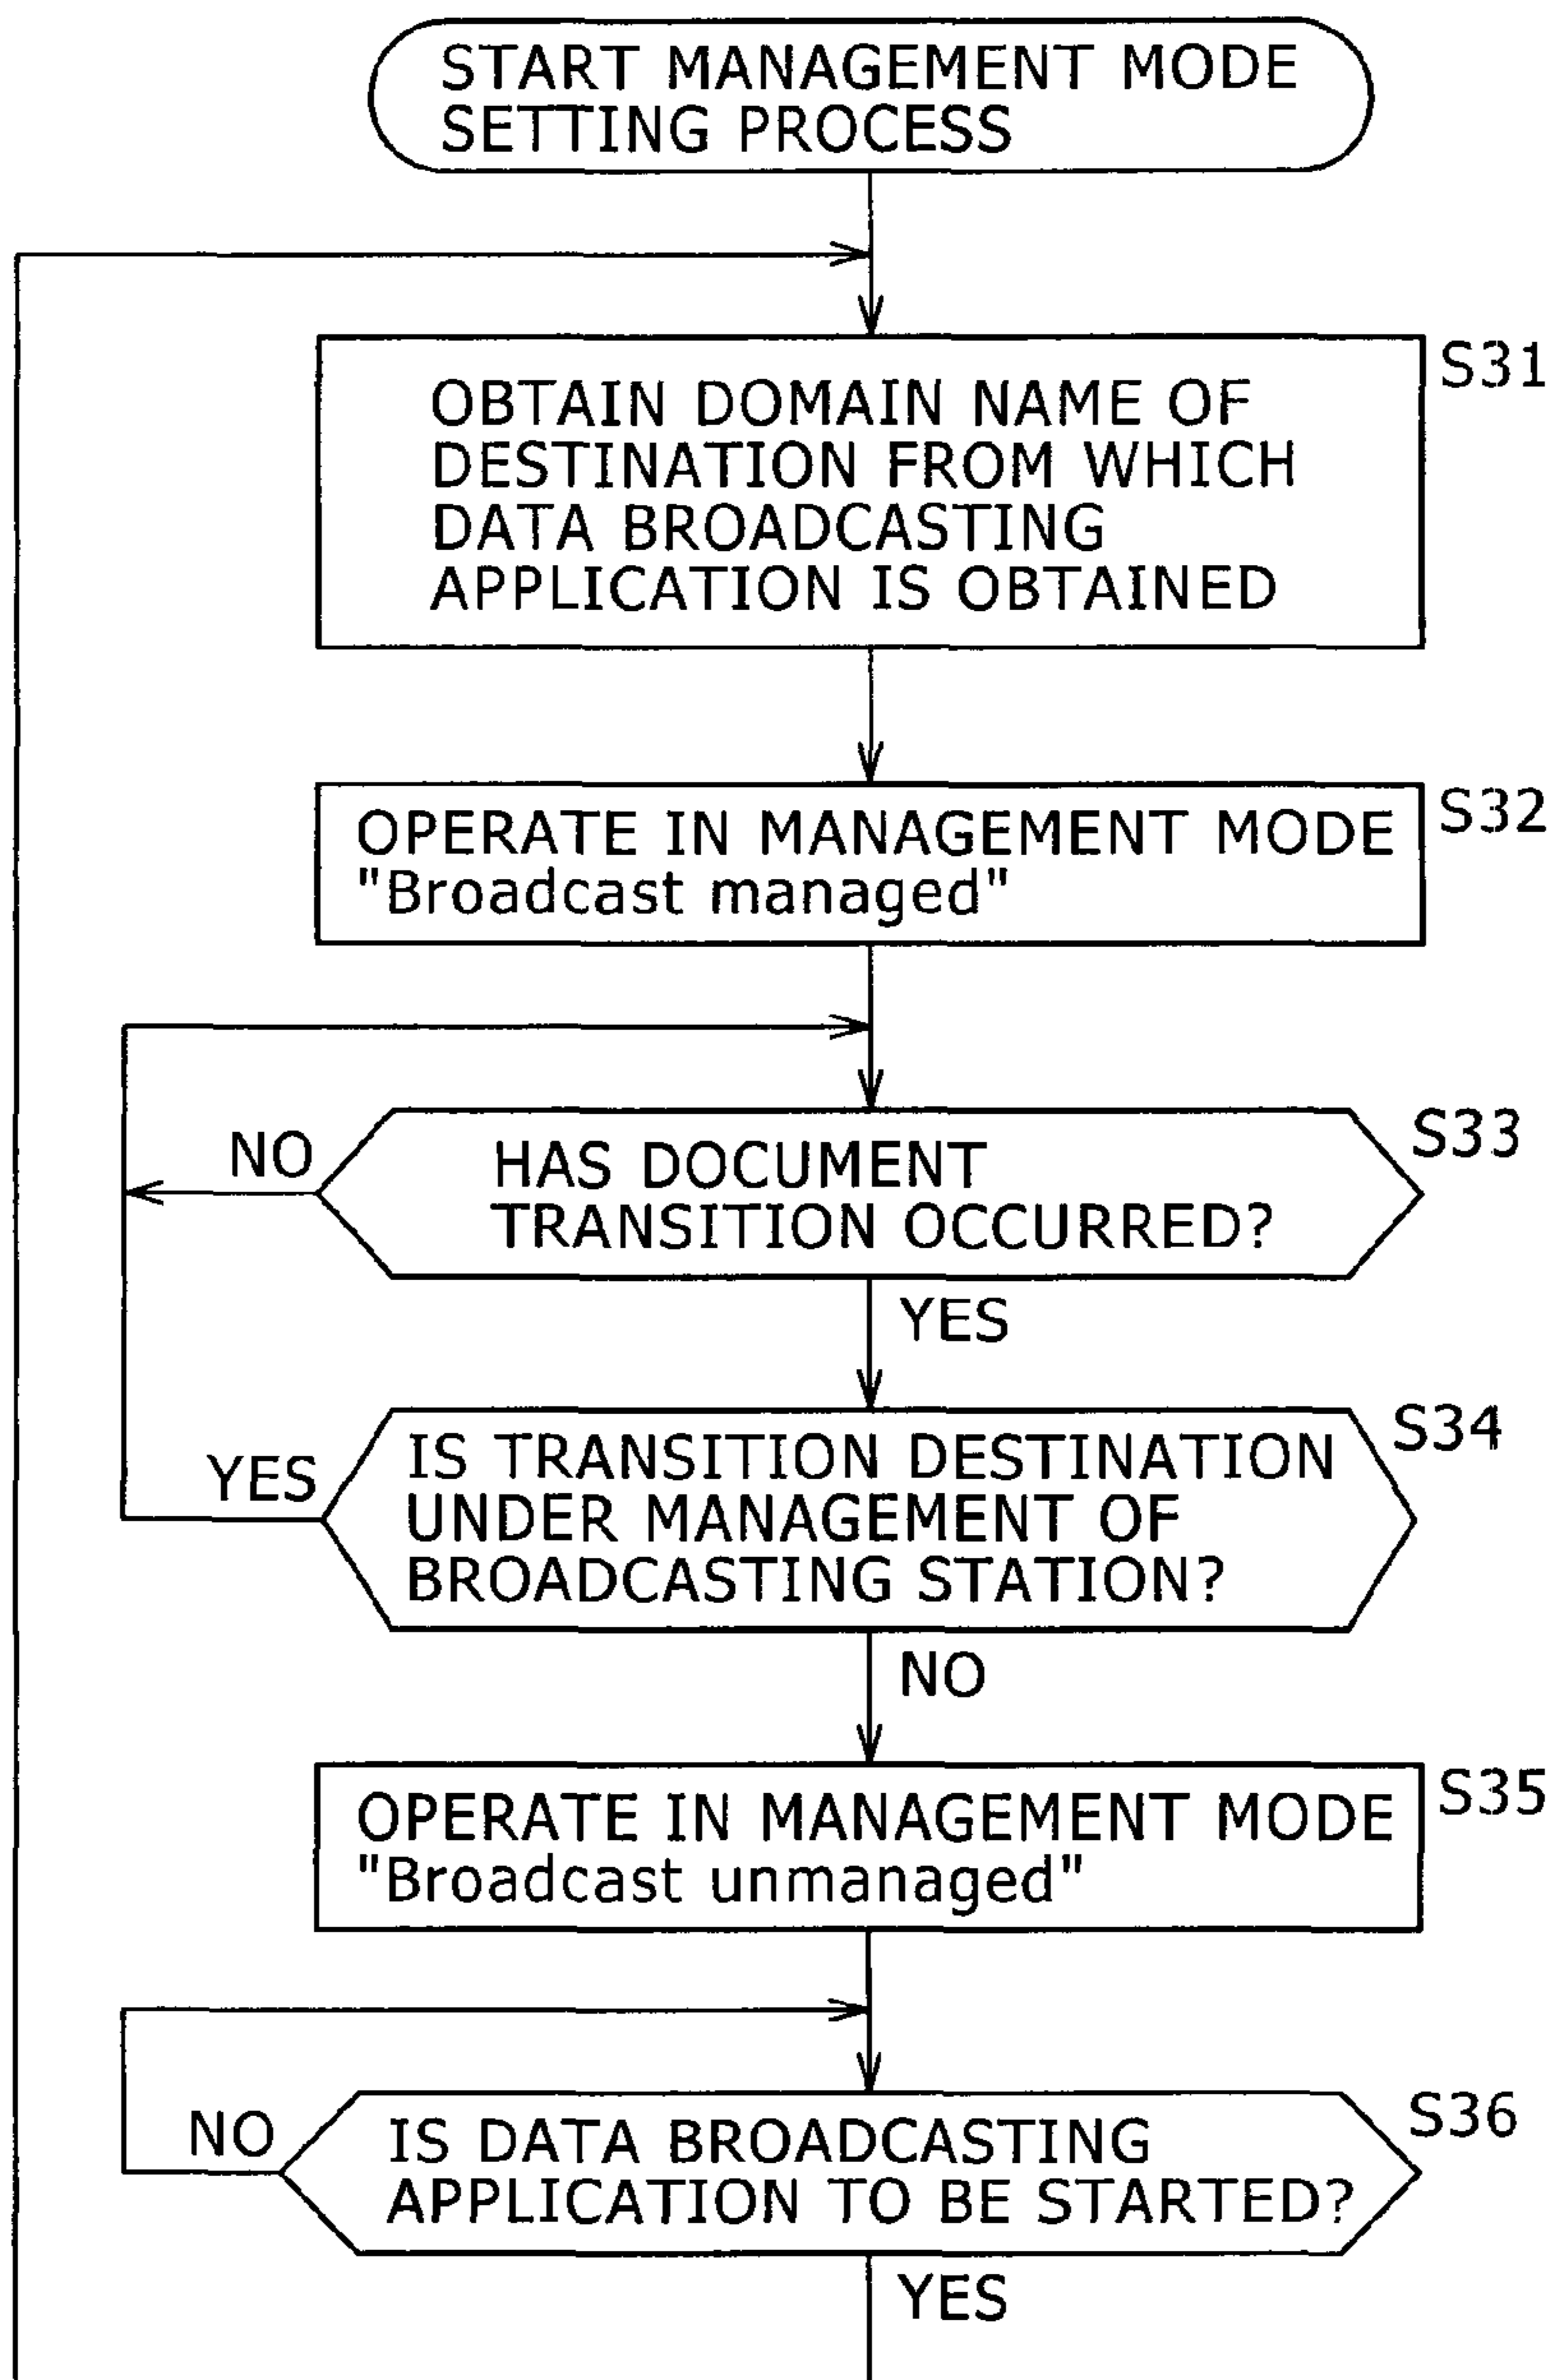 START MANAGEMENT MODE
SETTING PROCESS
S31
OBTAIN DOMAIN NAME OF
DESTINATION FROM WHICH
DATA BROADCASTING
APPLICATION IS OBTAINED
S32
OPERATE IN MANAGEMENT MODE
"Broadcast managed"
S33
NO
HAS DOCUMENT
TRANSITION OCCURRED?
YES
S34
YES
IS TRANSITION DESTINATION
UNDER MANAGEMENT OF
BROADCASTING STATION?
NO
S35
OPERATE IN MANAGEMENT MODE
"Broadcast unmanaged"
S36
NO
IS DATA BROADCASTING
APPLICATION TO BE STARTED?
YES